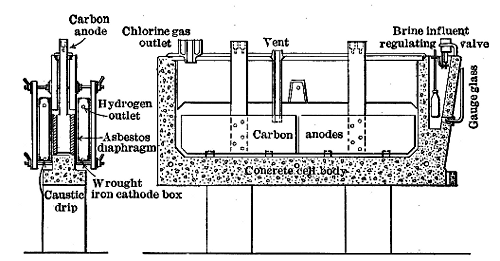 Carbon
anode
Chlorine gas
outlet
Vent
Brine influent
regulating valve
Gauge glass
Hydrogen
outlet
Asbestos
diaphragm
Carbon anodes
Wrought
iron cathode box
Concrete cell body
Caustic
drip